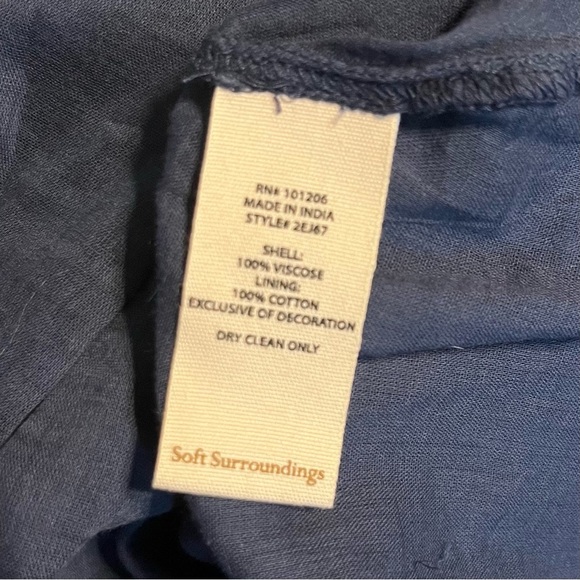 RN# 101206
MADE IN INDIA
STYLE# 2EJ67
SHELL:
100% VISCOSE
LINING:
100% COTTON
EXCLUSIVE OF DECORATION
DRY CLEAN ONLY
Soft Surroundings